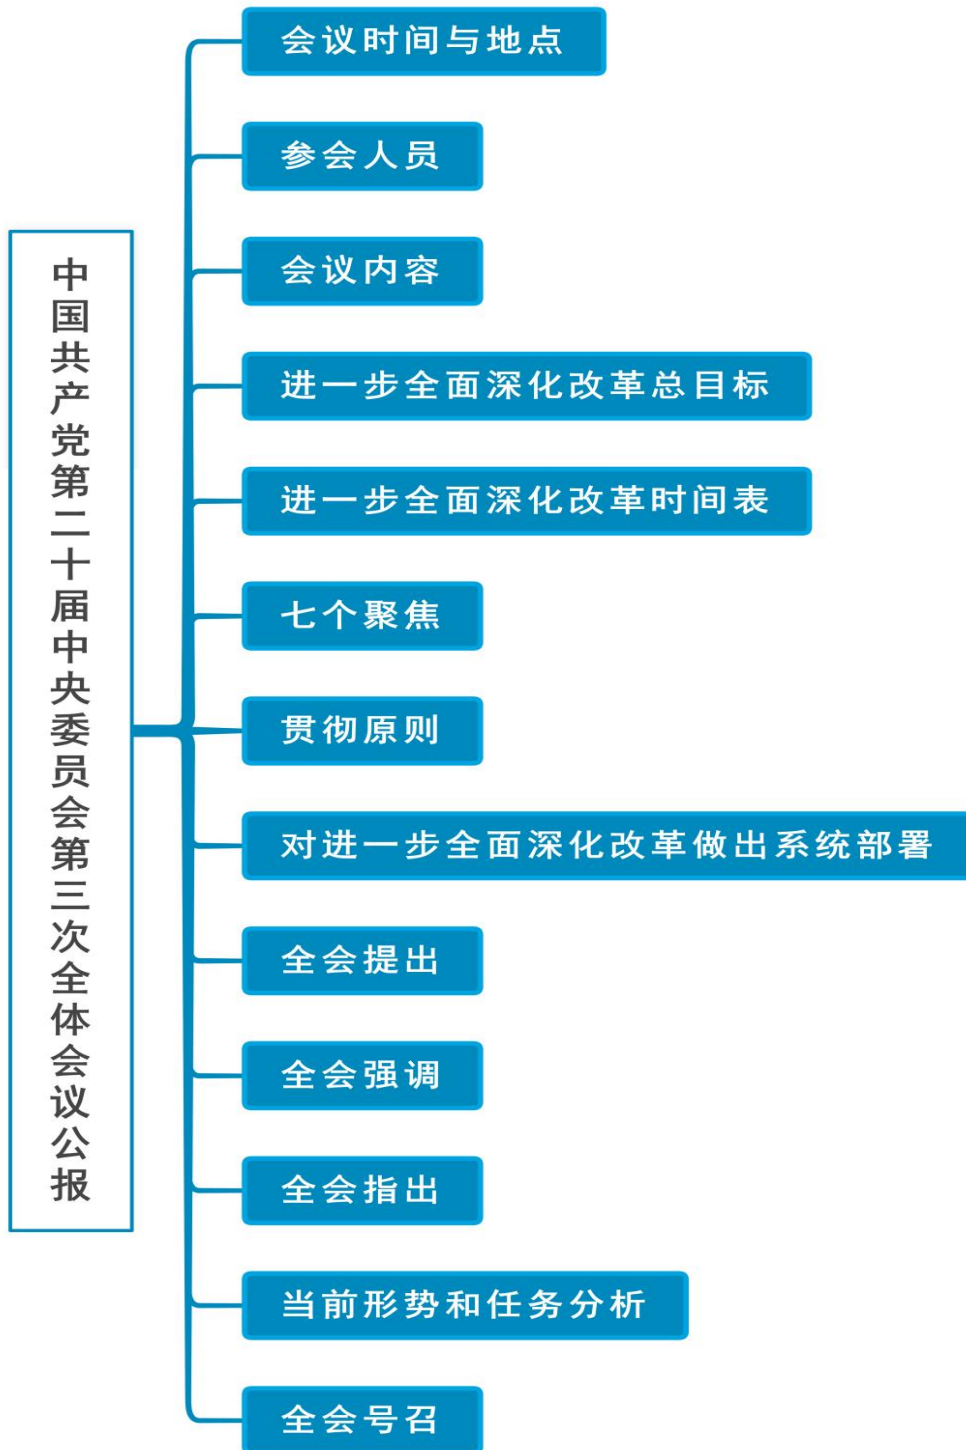 中国共产党第二十届中央委员会第三次全体会议公报
会议时间与地点
参会人员
会议内容
进一步全面深化改革总目标
进一步全面深化改革时间表
七个聚焦
贯彻原则
对进一步全面深化改革做出系统部署
全会提出
全会强调
全会指出
当前形势和任务分析
全会号召